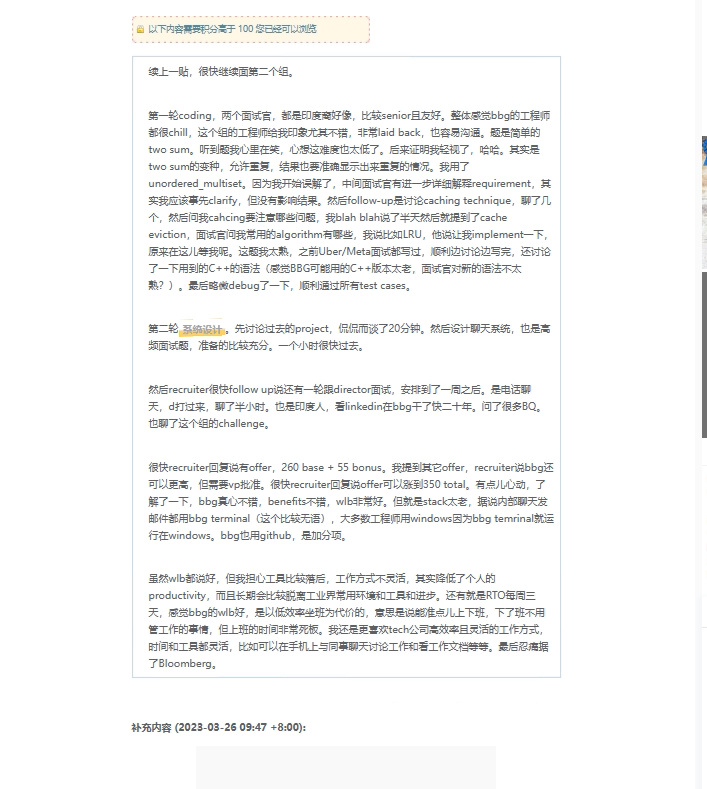 以下内容需要积分高于 100 您已经可以浏览
续上一贴，很快继续面第二个组。
第一轮coding，两个面试官，都是印度裔好像，比较senior且友好。整体感觉bbg的工程师
都很chill，这个组的工程师给我印象尤其不错，非常laid back，也容易沟通。题是简单的
two sum。听到题我心里在笑，心想这难度也太低了。后来证明我轻视了，哈哈。其实是
two sum的变种，允许重复，结果也要准确显示出来重复的情况。我用了
unordered_multiset。因为我开始误解了，中间面试官有进一步详细解释requirement，其
实我应该事先clarify，但没有影响结果。然后follow-up是讨论caching technique，聊了几
个，然后问我cahcing要注意哪些问题，我blah blah说了半天然后就提到了cache
eviction，面试官问我常用的algorithm有哪些，我说比如LRU，他说让我implement一下，
原来在这儿等我呢。这题我太熟，之前Uber/Meta面试都写过，顺利边讨论边写完，还讨论
了一下用到的C++的语法（感觉BBG可能用的C++版本太老，面试官对新的语法不太
熟？）。最后略微debug了一下，顺利通过所有test cases。
第二轮 系统设计 。先讨论过去的project，侃侃而谈了20分钟。然后设计聊天系统，也是高
频面试题，准备的比较充分。一个小时很快过去。
然后recruiter很快follow up说还有一轮跟director面试，安排到了一周之后。是电话聊
天，d打过来，聊了半小时。也是印度人，看linkedin在bbg干了快二十年。问了很多BQ。
也聊了这个组的challenge。
很快recruiter回复说有offer，260 base + 55 bonus。我提到其它offer，recruiter说bbg还
可以更高，但需要vp批准。很快recruiter回复说offer可以涨到350 total。有点儿心动，了
解了一下，bbg真心不错，benefits不错，wlb非常好。但就是stack太老，据说内部聊天发
邮件都用bbg terminal（这个比较无语），大多数工程师用windows因为bbg temrinal就运
行在windows。bbg也用github，是加分项。
虽然wlb都说好，但我担心工具比较落后，工作方式不灵活，其实降低了个人的
productivity，而且长期会比较脱离工业界常用环境和工具和进步。还有就是RTO每周三
天，感觉bbg的wlb好，是以低效率坐班为代价的，意思是说能准点儿上下班，下了班不用
管工作的事情，但上班的时间非常死板。我还是更喜欢tech公司高效率且灵活的工作方式，
时间和工具都灵活，比如可以在手机上与同事聊天讨论工作和看工作文档等等。最后忍痛据
了Bloomberg。
补充内容 (2023-03-26 09:47 +8:00):